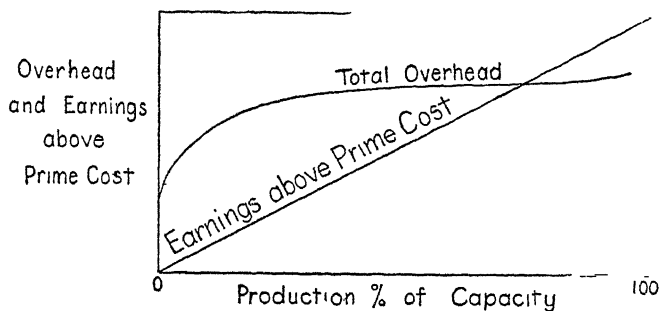 Overhead
and Earnings
above
Prime Cost
Total Overhead
Earnings above Prime Cost
0
100
Production % of Capacity